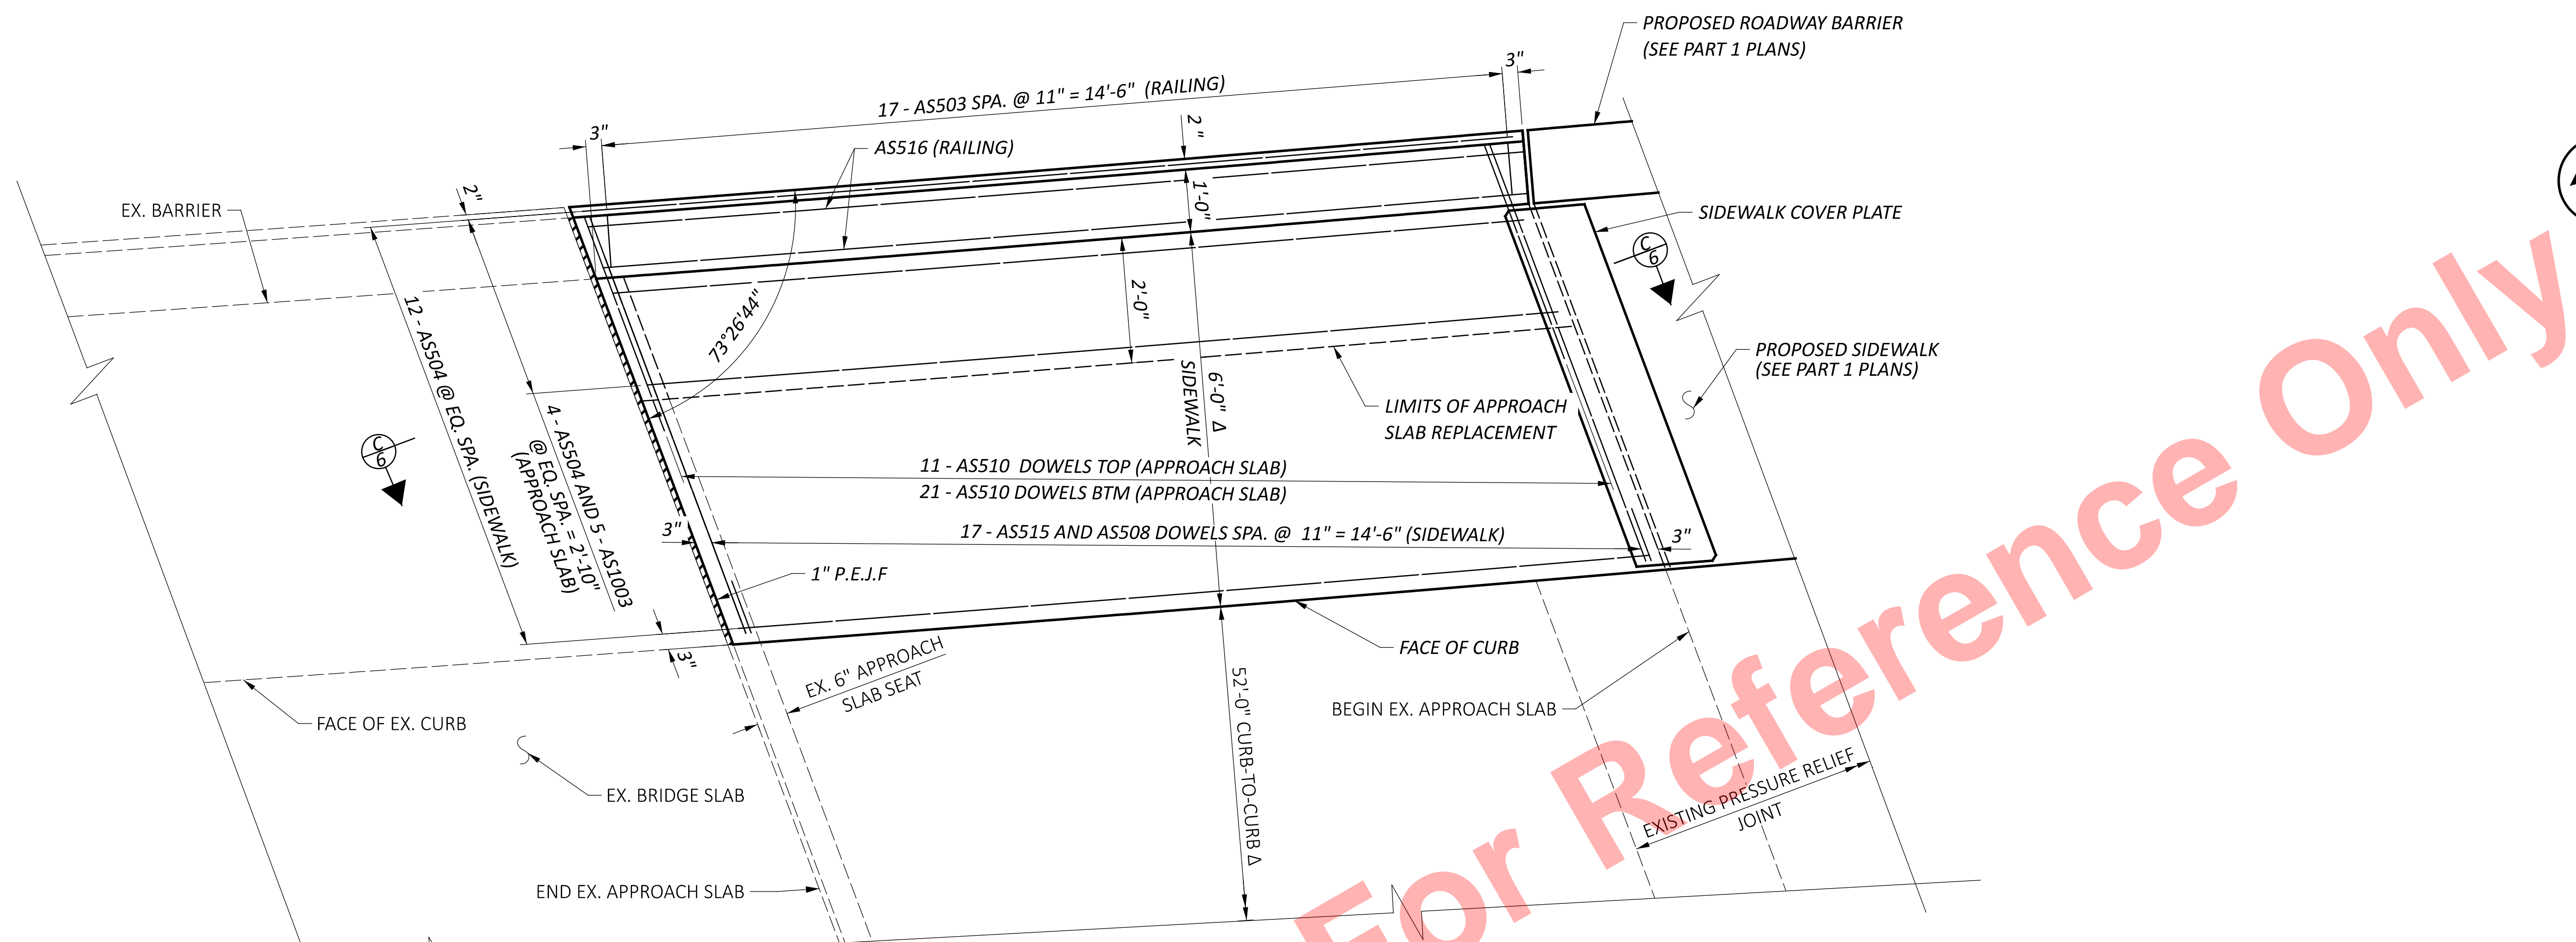 PROPOSED ROADWAY BARRIER
(SEE PART 1 PLANS)
3"
17 - AS503 SPA. @ 11" = 14'-6" (RAILING)
3"
2 "
AS516 (RAILING)
2"
1'-0"
EX. BARRIER
SIDEWALK COVER PLATE
C
6
2'-0"
73°26'44"
12 - AS504 @ EQ. SPA. (SIDEWALK)
PROPOSED SIDEWALK
(SEE PART 1 PLANS)
6'-0" Δ
SIDEWALK
LIMITS OF APPROACH
SLAB REPLACEMENT
4 - AS504 AND 5 - AS1003
@ EQ. SPA. = 2'-10"
(APPROACH SLAB)
C
6
11 - AS510 DOWELS TOP (APPROACH SLAB)
21 - AS510 DOWELS BTM (APPROACH SLAB)
3"
17 - AS515 AND AS508 DOWELS SPA. @ 11" = 14'-6" (SIDEWALK)
3"
1" P.E.J.F
3"
FACE OF CURB
EX. 6" APPROACH
SLAB SEAT
52'-0" CURB-TO-CURB Δ
BEGIN EX. APPROACH SLAB
FACE OF EX. CURB
EX. BRIDGE SLAB
EXISTING PRESSURE RELIEF
JOINT
END EX. APPROACH SLAB
For Reference Only